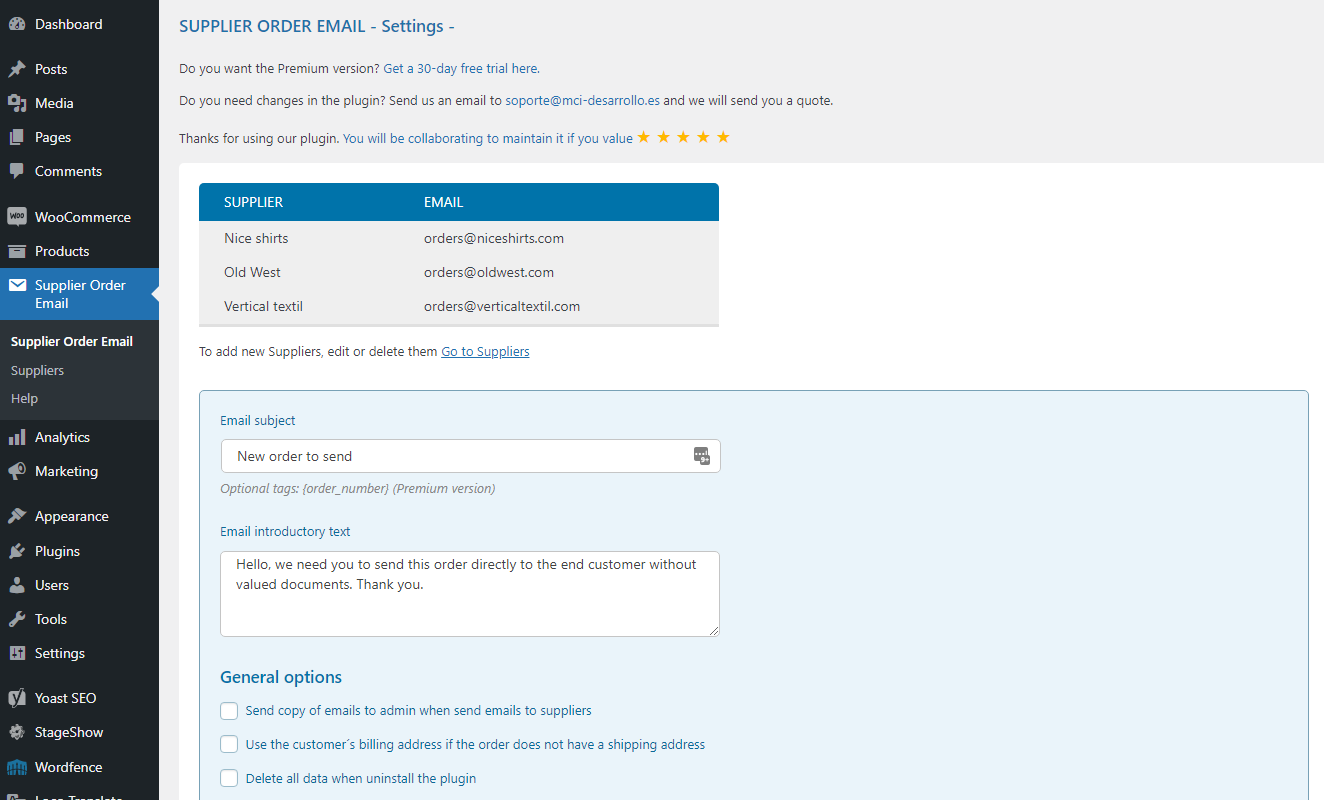 Dashboard
Posts
Media
Pages
Comments
WooCommerce
Products
Supplier Order
Email
Supplier Order Email
Suppliers
Help
Analytics
Marketing
Appearance
Plugins
Users
Tools
Settings
Yoast SEO
StageShow
Wordfence
SUPPLIER ORDER EMAIL - Settings -
Do you want the Premium version? Get a 30-day free trial here.
Do you need changes in the plugin? Send us an email to soporte@mci-desarrollo.es and we will send you a quote.
Thanks for using our plugin. You will be collaborating to maintain it if you value ★ ★ ★ ★ ★
SUPPLIER EMAIL
Nice shirts orders@niceshirts.com
Old West orders@oldwest.com
Vertical textil orders@verticaltextil.com
To add new Suppliers, edit or delete them Go to Suppliers
Email subject
New order to send
Optional tags: {order_number} (Premium version)
Email introductory text
Hello, we need you to send this order directly to the end customer without
valued documents. Thank you.
General options
Send copy of emails to admin when send emails to suppliers
Use the customer´s billing address if the order does not have a shipping address
Delete all data when uninstall the plugin